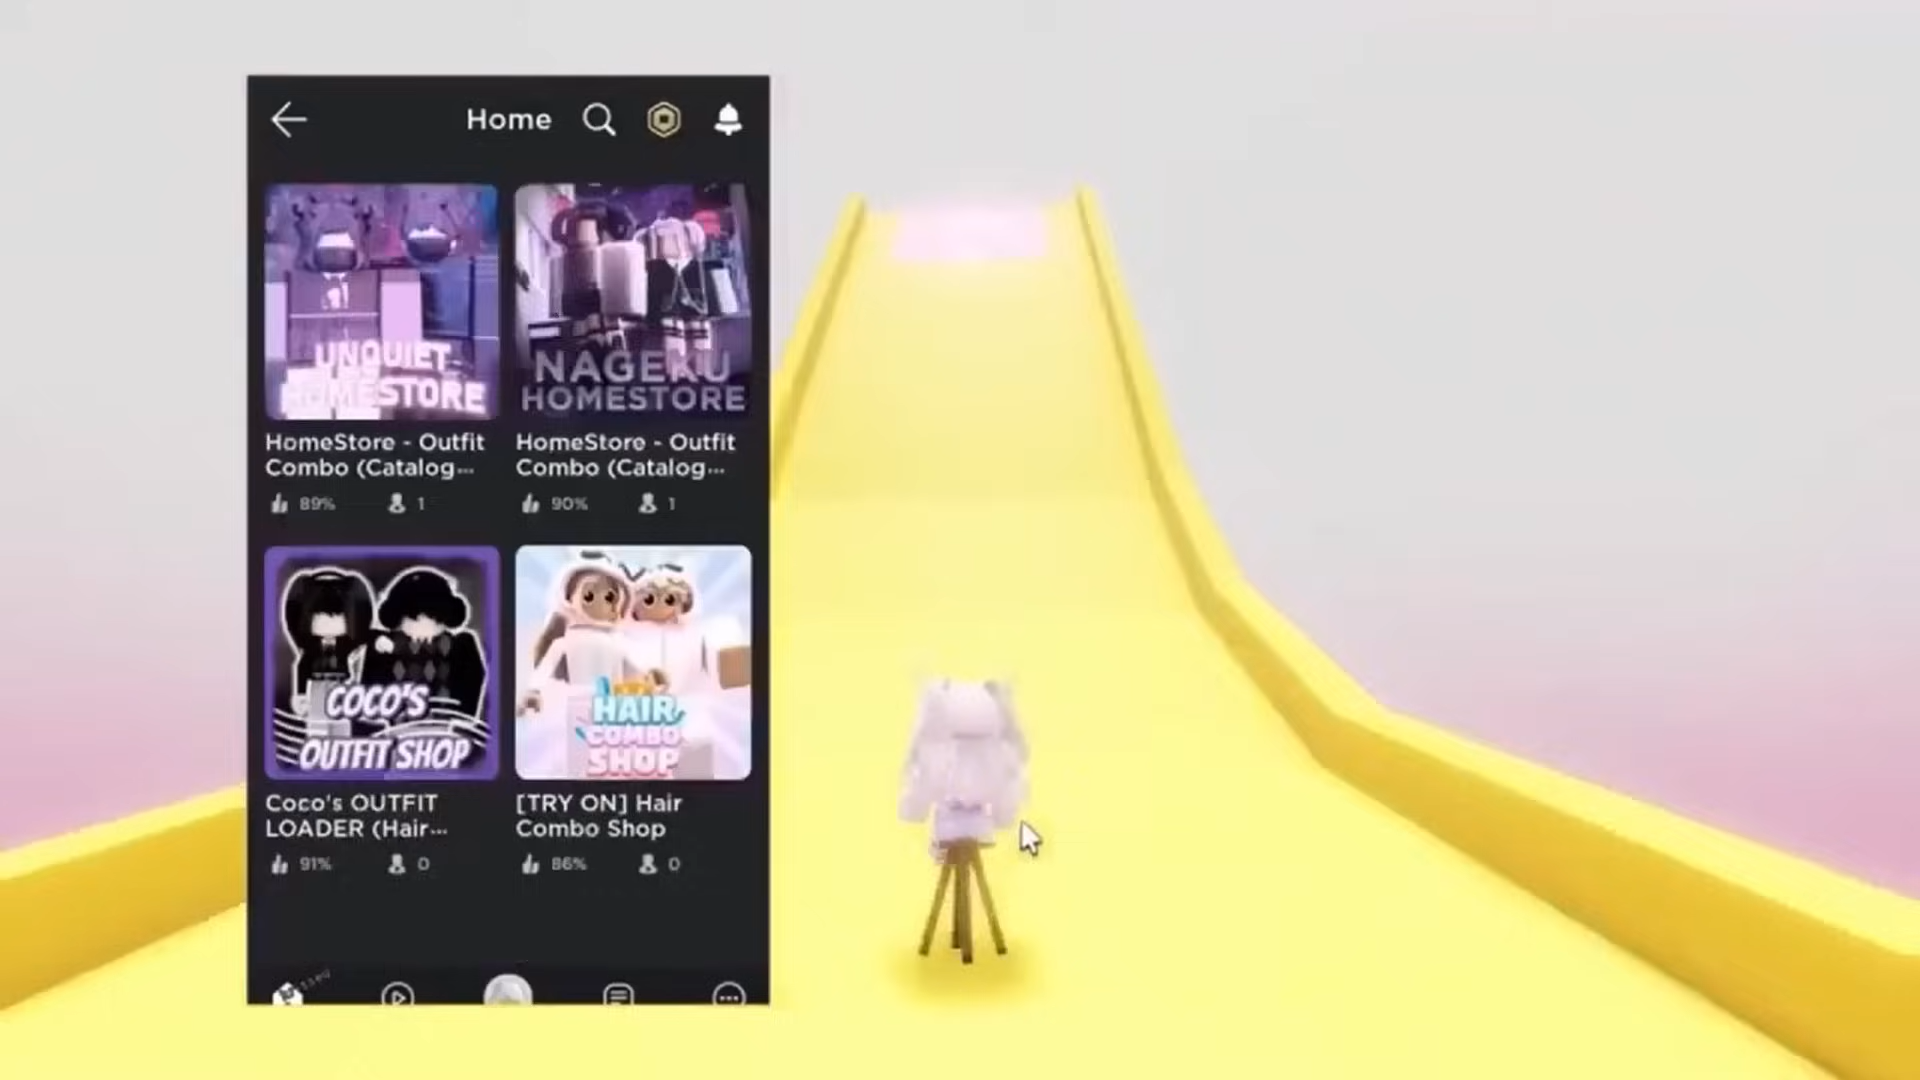 Home
UNQUIET
HOMESTORE
NAGEKU
HOMESTORE
HomeStore - Outfit
Combo (Catalog...
HomeStore - Outfit
Combo (Catalog...
89%
1
90%
1
COCO'S
OUTFIT SHOP
HAIR
COMBO
SHOP
Coco's OUTFIT
LOADER (Hair...
[TRY ON] Hair
Combo Shop
91%
0
86%
0